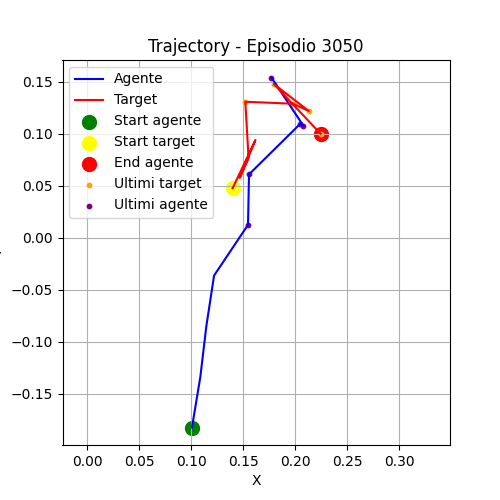 Trajectory - Episodio 3050
Agente
Target
Start agente
Start target
End agente
Ultimi target
Ultimi agente
0.15
0.10
0.05
0.00
−0.05
−0.10
−0.15
0.00 0.05 0.10 0.15 0.20 0.25 0.30
X